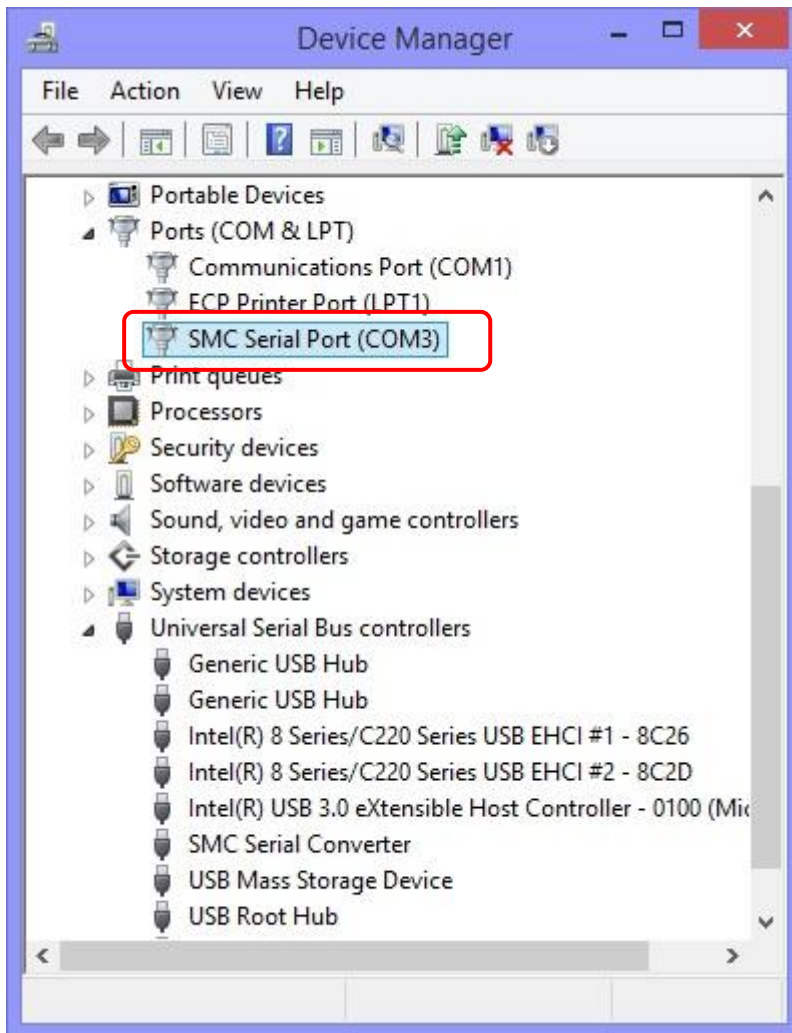 Device Manager
File Action View Help
Portable Devices
Ports (COM & LPT)
Communications Port (COM1)
ECP Printer Port (LPT1)
SMC Serial Port (COM3)
Print queues
Processors
Security devices
Software devices
Sound, video and game controllers
Storage controllers
System devices
Universal Serial Bus controllers
Generic USB Hub
Generic USB Hub
Intel(R) 8 Series/C220 Series USB EHCI #1 - 8C26
Intel(R) 8 Series/C220 Series USB EHCI #2 - 8C2D
Intel(R) USB 3.0 eXtensible Host Controller - 0100 (Mic
SMC Serial Converter
USB Mass Storage Device
USB Root Hub